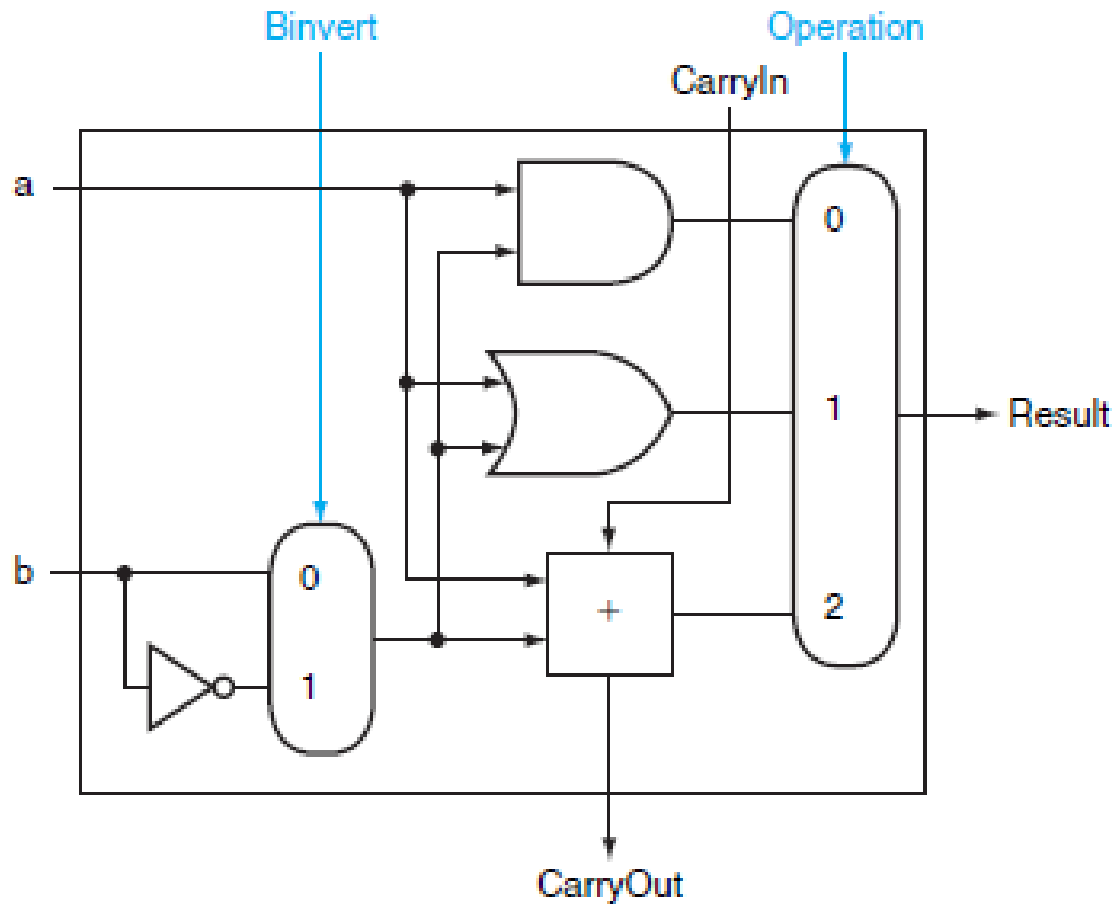 Binvert
Operation
CarryIn
a
0
1
Result
b
0
+
2
1
CarryOut